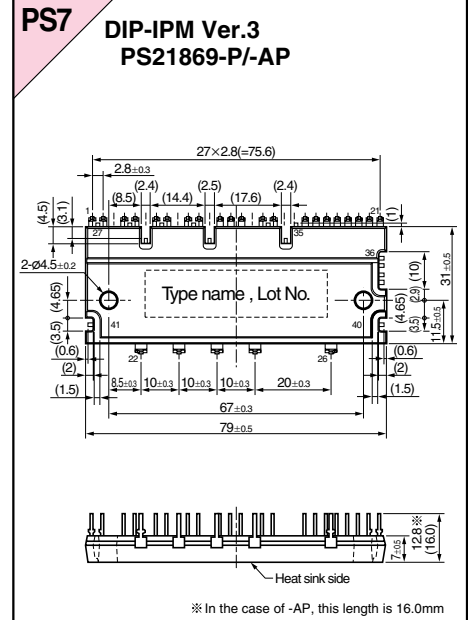 PS7
DIP-IPM Ver.3
PS21869-P/-AP
27×2.8(=75.6)
2.8±0.3
(2.4) (2.5) (2.4)
(8.5) (14.4) (17.6)
(1)
(4.5)
(3.1)
1 21
27 35
36
2-ø4.5±0.2
(10)
(2.9)
31±0.5
(4.65)
Type name , Lot No.
(4.65)
11.5±0.5
(3.5)
41 40
(3.5)
(0.6) 22 26 (0.6)
(2) (2)
(1.5) 8.5±0.3 10±0.3 10±0.3 10±0.3 20±0.3 (1.5)
67±0.3
79±0.5
7±0.5
12.8※
(16.0)
Heat sink side
※In the case of -AP, this length is 16.0mm